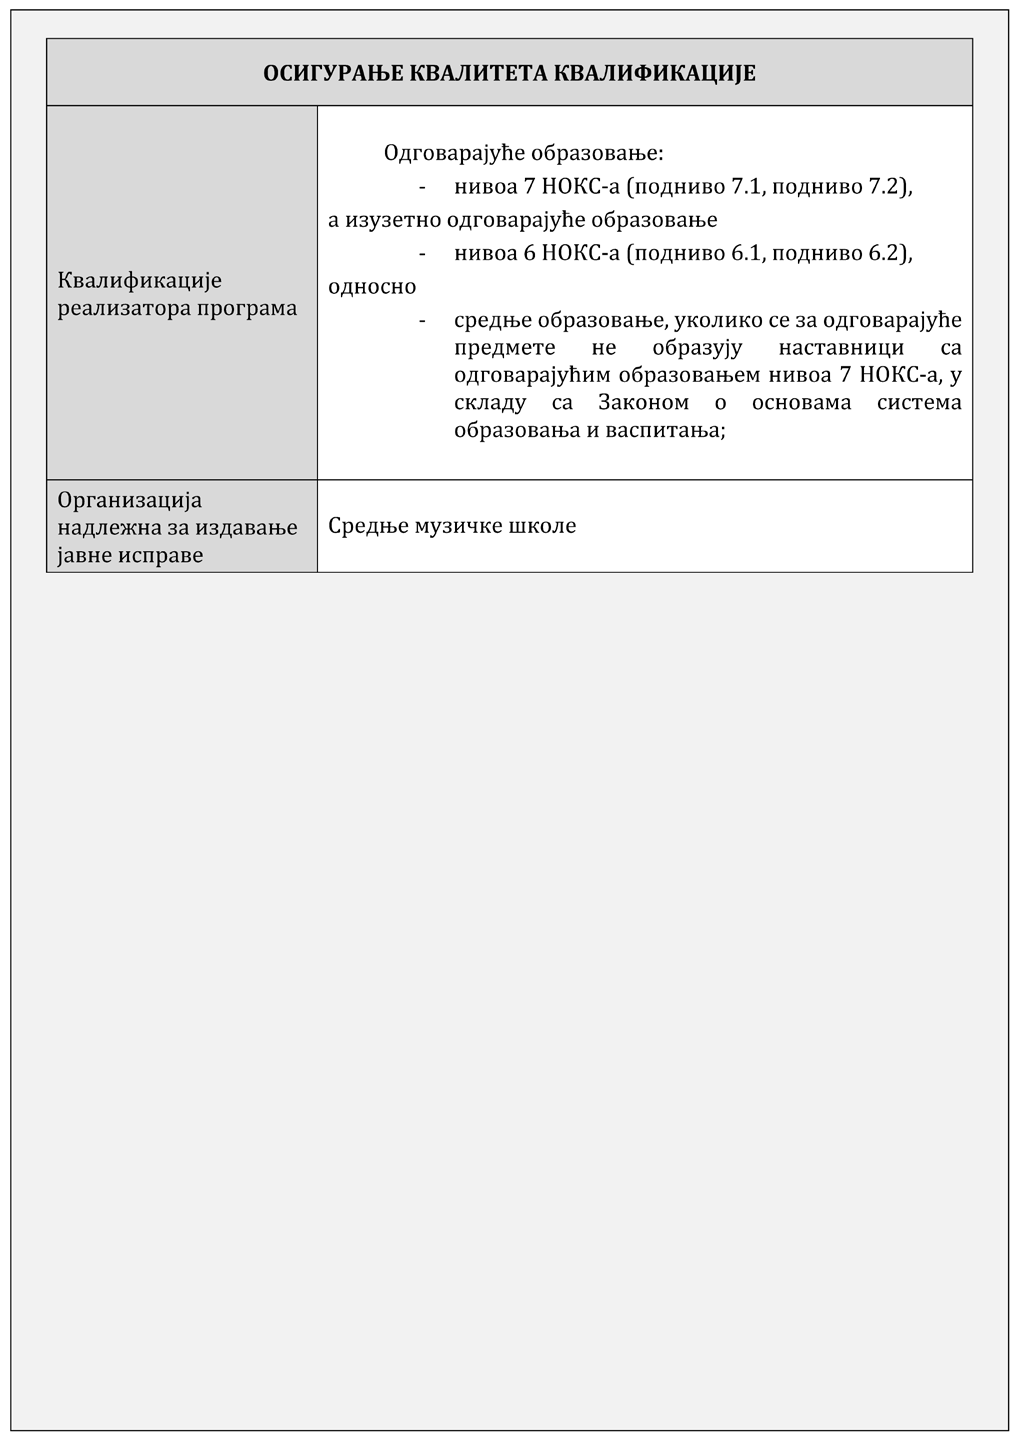 ОСИГУРАЊЕ КВАЛИТЕТА КВАЛИФИКАЦИЈЕ
Квалификације
реализатора програма
Одговарајуће образовање:
- нивоа 7 НОКС-а (подниво 7.1, подниво 7.2),
а изузетно одговарајуће образовање
- нивоа 6 НОКС-а (подниво 6.1, подниво 6.2),
односно
- средње образовање, уколико се за одговарајуће
предмете не образују наставници са
одговарајућим образовањем нивоа 7 НОКС-а, у
складу са Законом о основама система
образовања и васпитања;
Организација
надлежна за издавање
јавне исправе
Средње музичке школе